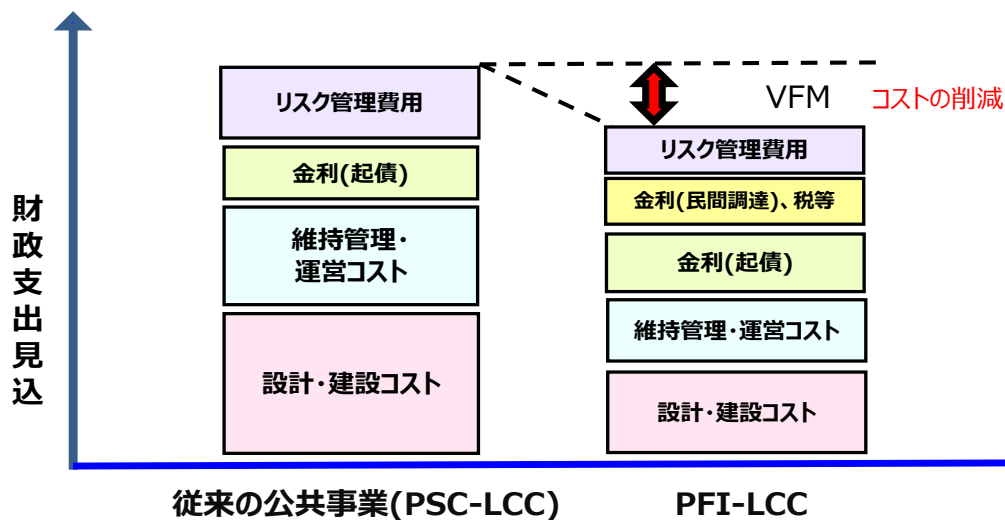 財政支出見込
リスク管理費用
金利(起債)
維持管理・
運営コスト
設計・建設コスト
従来の公共事業(PSC-LCC)
VFM
コストの削減
リスク管理費用
金利(民間調達)、税等
金利(起債)
維持管理・運営コスト
設計・建設コスト
PFI-LCC